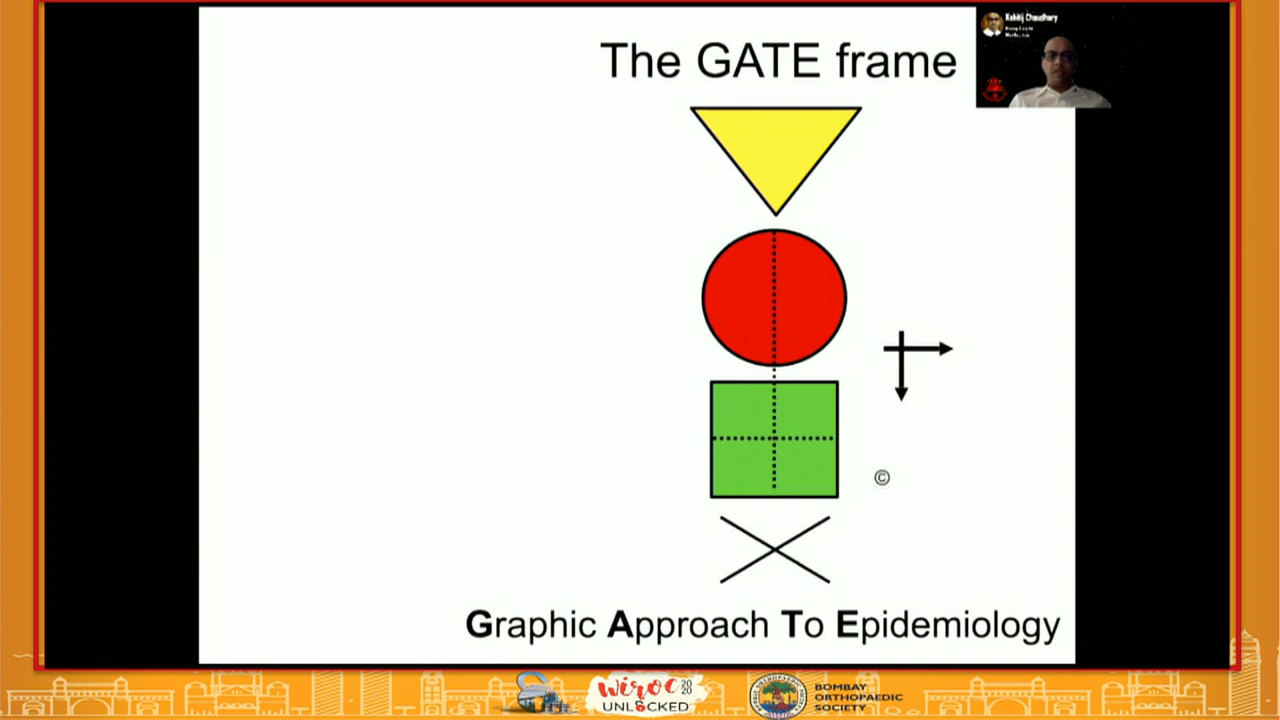 The GATE frame
Kshitij Chaudhary
©
Graphic Approach To Epidemiology
wiroc 2020
UNLOCKED
BOMBAY
ORTHOPAEDIC
SOCIETY